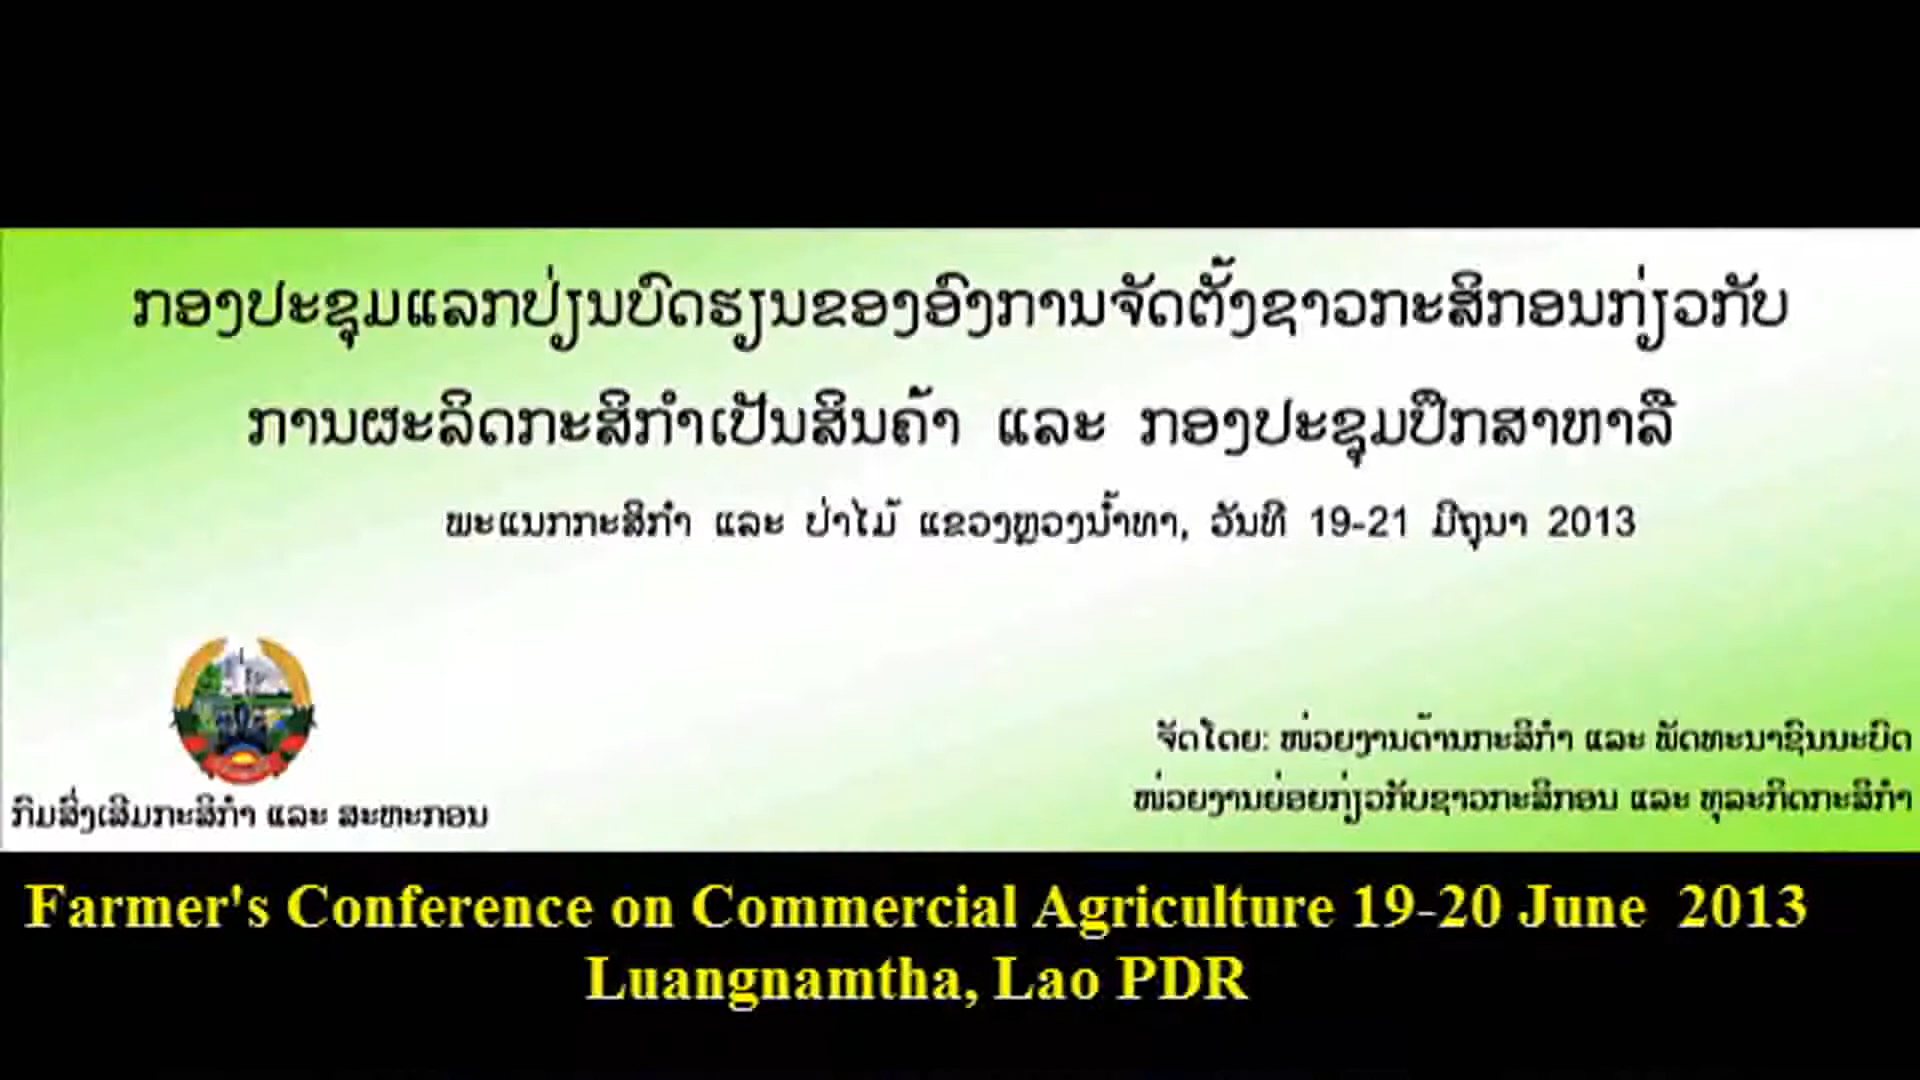 ກອງປະຊຸມແລກປ່ຽນບົດຮຽນຂອງອົງການຈັດຕັ້ງຊາວກະສິກອນກ່ຽວກັບ
ການຜະລິດກະສິກຳເປັນສິນຄ້າ ແລະ ກອງປະຊຸມປຶກສາຫາລື
ພະແນກກະສິກຳ ແລະ ປ່າໄມ້ ແຂວງຫຼວງນ້ຳທາ, ວັນທີ 19-21 ມິຖຸນາ 2013
ກົມສົ່ງເສີມກະສິກຳ ແລະ ສະຫະກອນ
ຈັດໂດຍ: ໜ່ວຍງານດ້ານກະສິກຳ ແລະ ພັດທະນາຊົນນະບົດ
ໜ່ວຍງານຍ່ອຍກ່ຽວກັບຊາວກະສິກອນ ແລະ ທຸລະກິດກະສິກຳ
Farmer's Conference on Commercial Agriculture 19-20 June 2013
Luangnamtha, Lao PDR